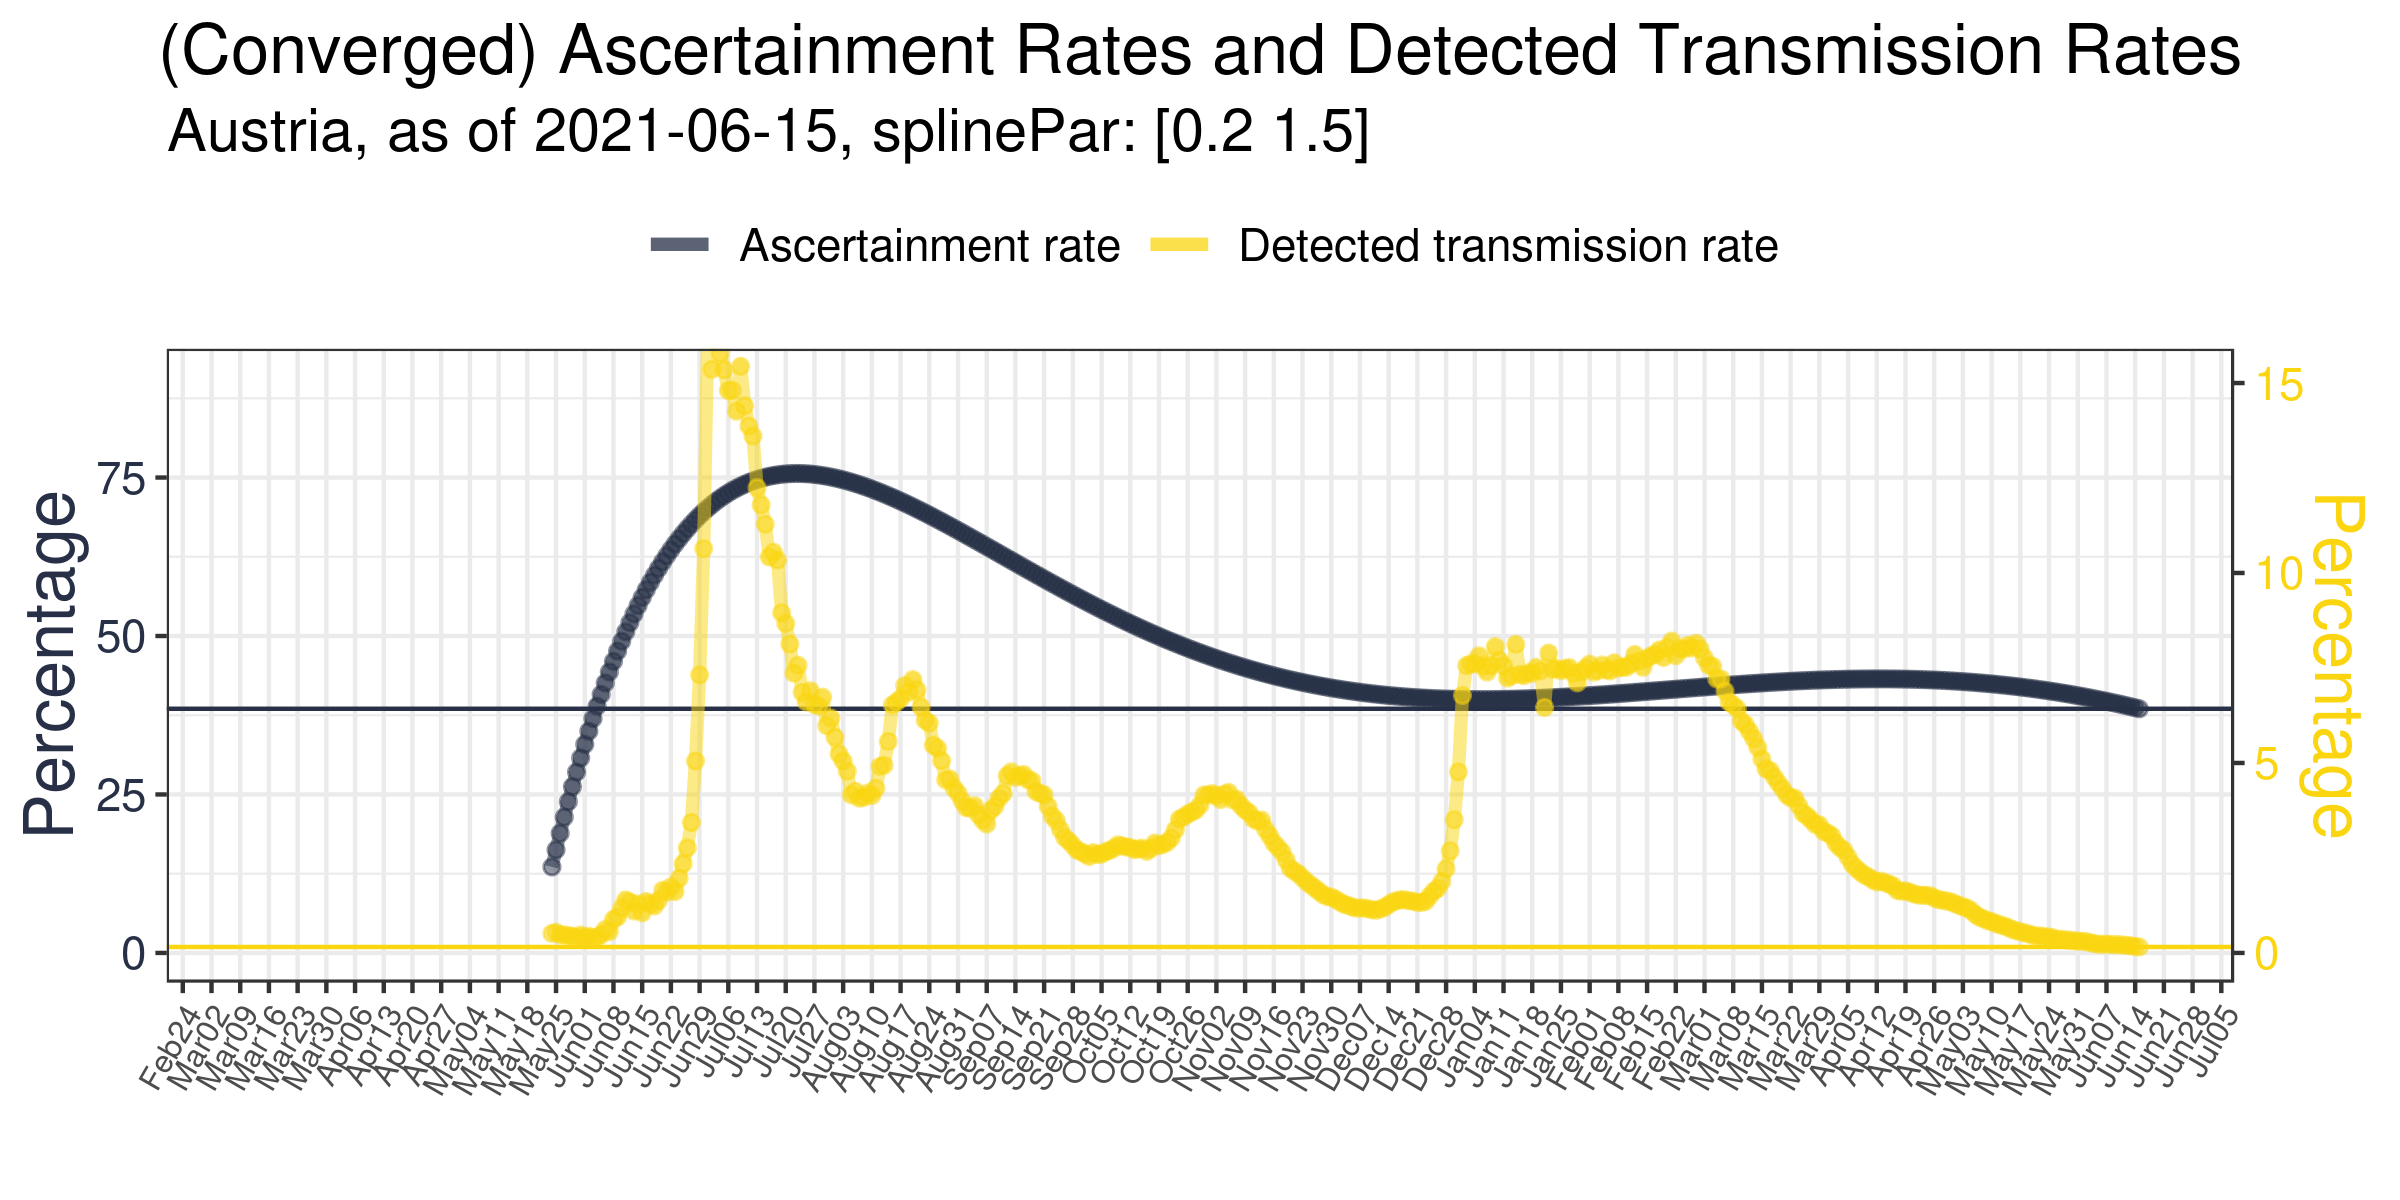 (Converged) Ascertainment Rates and Detected Transmission Rates
Austria, as of 2021-06-15, splinePar: [0.2 1.5]
Ascertainment rate
Detected transmission rate
Percentage
75
50
25
0
15
10
5
0
Percentage
Feb24
Mar02
Mar09
Mar16
Mar23
Mar30
Apr06
Apr13
Apr20
Apr27
May04
May11
May18
May25
Jun01
Jun08
Jun15
Jun22
Jun29
Jul06
Jul13
Jul20
Jul27
Aug03
Aug10
Aug17
Aug24
Aug31
Sep07
Sep14
Sep21
Sep28
Oct05
Oct12
Oct19
Oct26
Nov02
Nov09
Nov16
Nov23
Nov30
Dec07
Dec14
Dec21
Dec28
Jan04
Jan11
Jan18
Jan25
Feb01
Feb08
Feb15
Feb22
Mar01
Mar08
Mar15
Mar22
Mar29
Apr05
Apr12
Apr19
Apr26
May03
May10
May17
May24
May31
Jun07
Jun14
Jun21
Jun28
Jul05